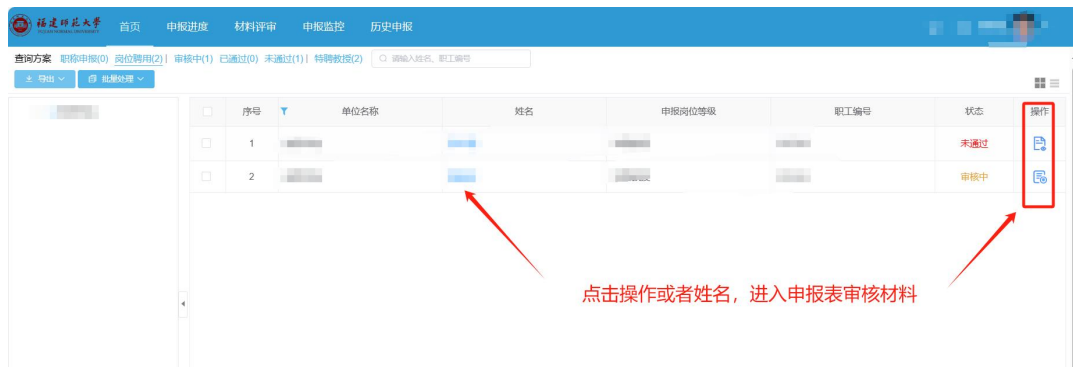 福建师范大学 首页 申报进度 材料评审 申报监控 历史申报
查询方案 职称申报(0) 岗位聘用(2) | 审核中(1) 已通过(0) 未通过(1) | 特聘教授(2) 请输入姓名、职工编号
导出 批量处理
序号 单位名称 姓名 申报岗位等级 职工编号 状态 操作
1 未通过
2 审核中
点击操作或者姓名，进入申报表审核材料